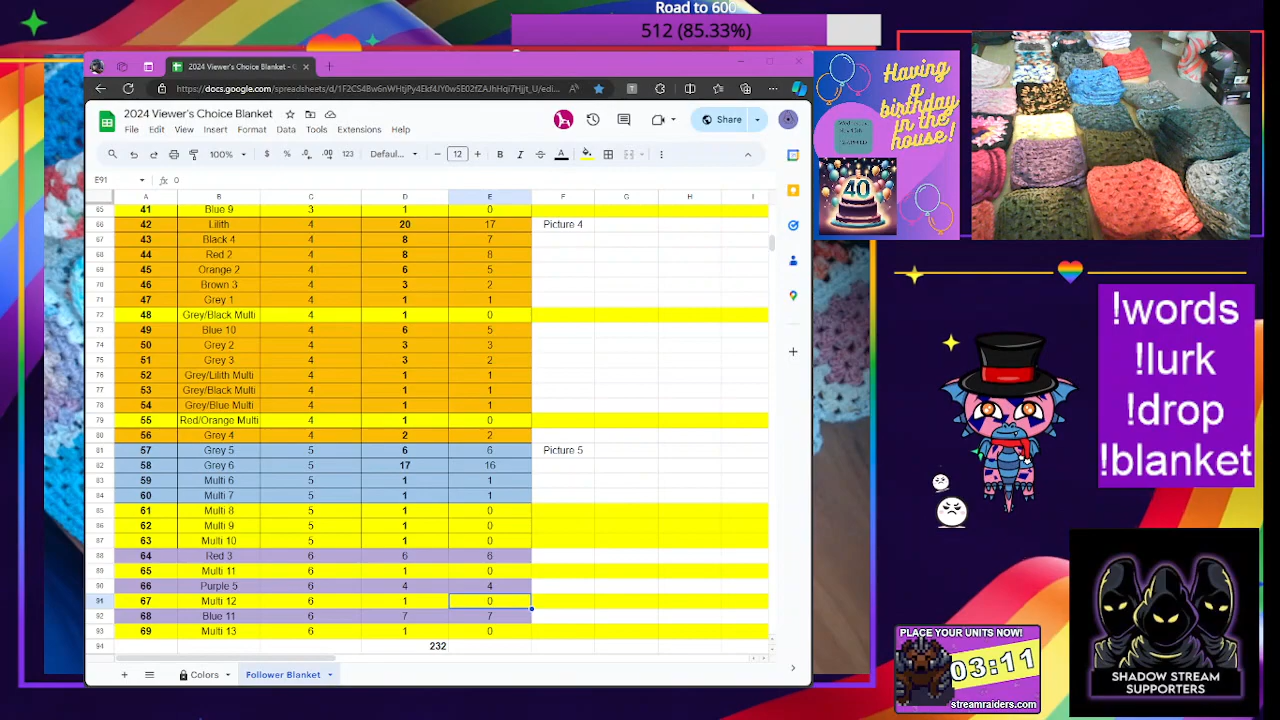 Road to 600
512 (85.33%)
2024 Viewer's Choice Blanket - G
docs.google.com/spreadsheets/d/1F2CS4Bw6nWHtjPy4Ekf4JY0w5E02fZAJhHqi7Hjjt_U/edi...
2024 Viewer's Choice Blanket
File Edit View Insert Format Data Tools Extensions Help
Share
100% $ % .0 .00 123 Defaul... 12 B I A
E91 fx 0
A B C D E F G H I
65 41 Blue 9 3 1 0
66 42 Lilith 4 20 17 Picture 4
67 43 Black 4 4 8 7
68 44 Red 2 4 8 8
69 45 Orange 2 4 6 5
70 46 Brown 3 4 3 2
71 47 Grey 1 4 1 1
72 48 Grey/Black Multi 4 1 0
73 49 Blue 10 4 6 5
74 50 Grey 2 4 3 3
75 51 Grey 3 4 3 2
76 52 Grey/Lilith Multi 4 1 1
77 53 Grey/Black Multi 4 1 1
78 54 Grey/Blue Multi 4 1 1
79 55 Red/Orange Multi 4 1 0
80 56 Grey 4 4 2 2
81 57 Grey 5 5 6 6 Picture 5
82 58 Grey 6 5 17 16
83 59 Multi 6 5 1 1
84 60 Multi 7 5 1 1
85 61 Multi 8 5 1 0
86 62 Multi 9 5 1 0
87 63 Multi 10 5 1 0
88 64 Red 3 6 6 6
89 65 Multi 11 6 1 0
90 66 Purple 5 6 4 4
91 67 Multi 12 6 1 0
92 68 Blue 11 6 7 7
93 69 Multi 13 6 1 0
94 232
Colors Follower Blanket
Having
a
birthday
in the
house!
40
!words
!lurk
!drop
!blanket
PLACE YOUR UNITS NOW!
03:11
streamraiders.com
SHADOW STREAM
SUPPORTERS